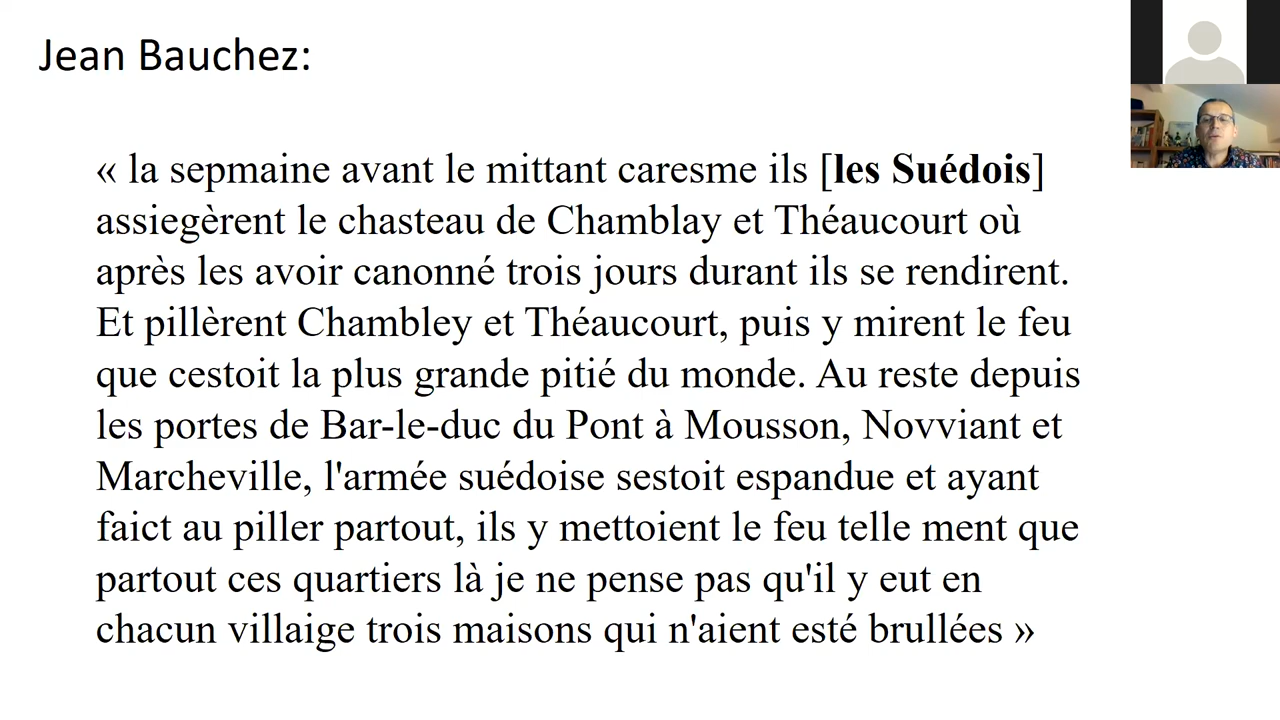 Jean Bauchez:
« la sepmaine avant le mittant caresme ils [les Suédois]
assiegèrent le chasteau de Chamblay et Théaucourt où
après les avoir canonné trois jours durant ils se rendirent.
Et pillèrent Chambley et Théaucourt, puis y mirent le feu
que cestoit la plus grande pitié du monde. Au reste depuis
les portes de Bar-le-duc du Pont à Mousson, Novviant et
Marcheville, l'armée suédoise sestoit espandue et ayant
faict au piller partout, ils y mettoient le feu telle ment que
partout ces quartiers là je ne pense pas qu'il y eut en
chacun villaige trois maisons qui n'aient esté brullées »